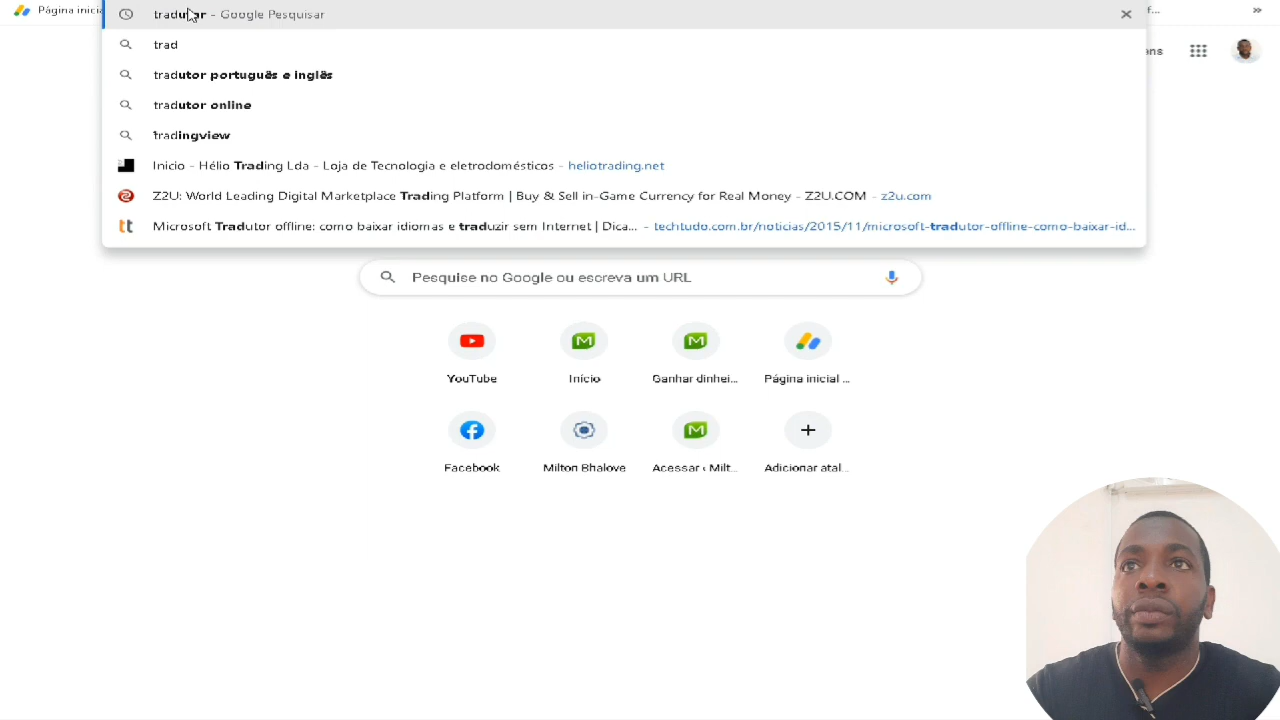 Página inicia
tradutor - Google Pesquisar
f...
trad
ens
tradutor português e inglês
tradutor online
tradingview
Inicio - Hélio Trading Lda - Loja de Tecnologia e eletrodomésticos - heliotrading.net
Z2U: World Leading Digital Marketplace Trading Platform | Buy & Sell in-Game Currency for Real Money - Z2U.COM - z2u.com
Microsoft Tradutor offline: como baixar idiomas e traduzir sem Internet | Dica... - techtudo.com.br/noticias/2015/11/microsoft-tradutor-offline-como-baixar-id...
Pesquise no Google ou escreva um URL
YouTube
Início
Ganhar dinhei...
Página inicial ...
Facebook
Milton Bhalove
Acessar ‹ Milt...
Adicionar atal...